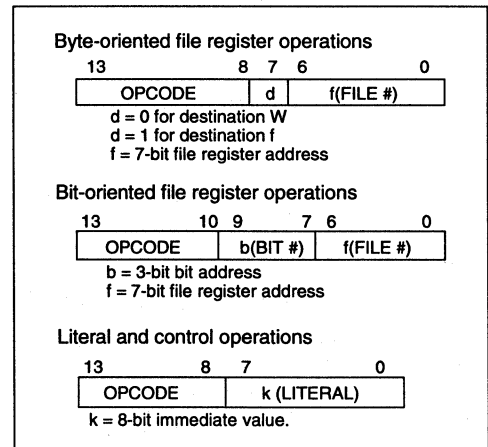 Byte-oriented file register operations
13 8 7 6 0
OPCODE d f(FILE #)
d = 0 for destination W
d = 1 for destination f
f = 7-bit file register address
Bit-oriented file register operations
13 10 9 7 6 0
OPCODE b(BIT #) f(FILE #)
b = 3-bit bit address
f = 7-bit file register address
Literal and control operations
13 8 7 0
OPCODE k (LITERAL)
k = 8-bit immediate value.